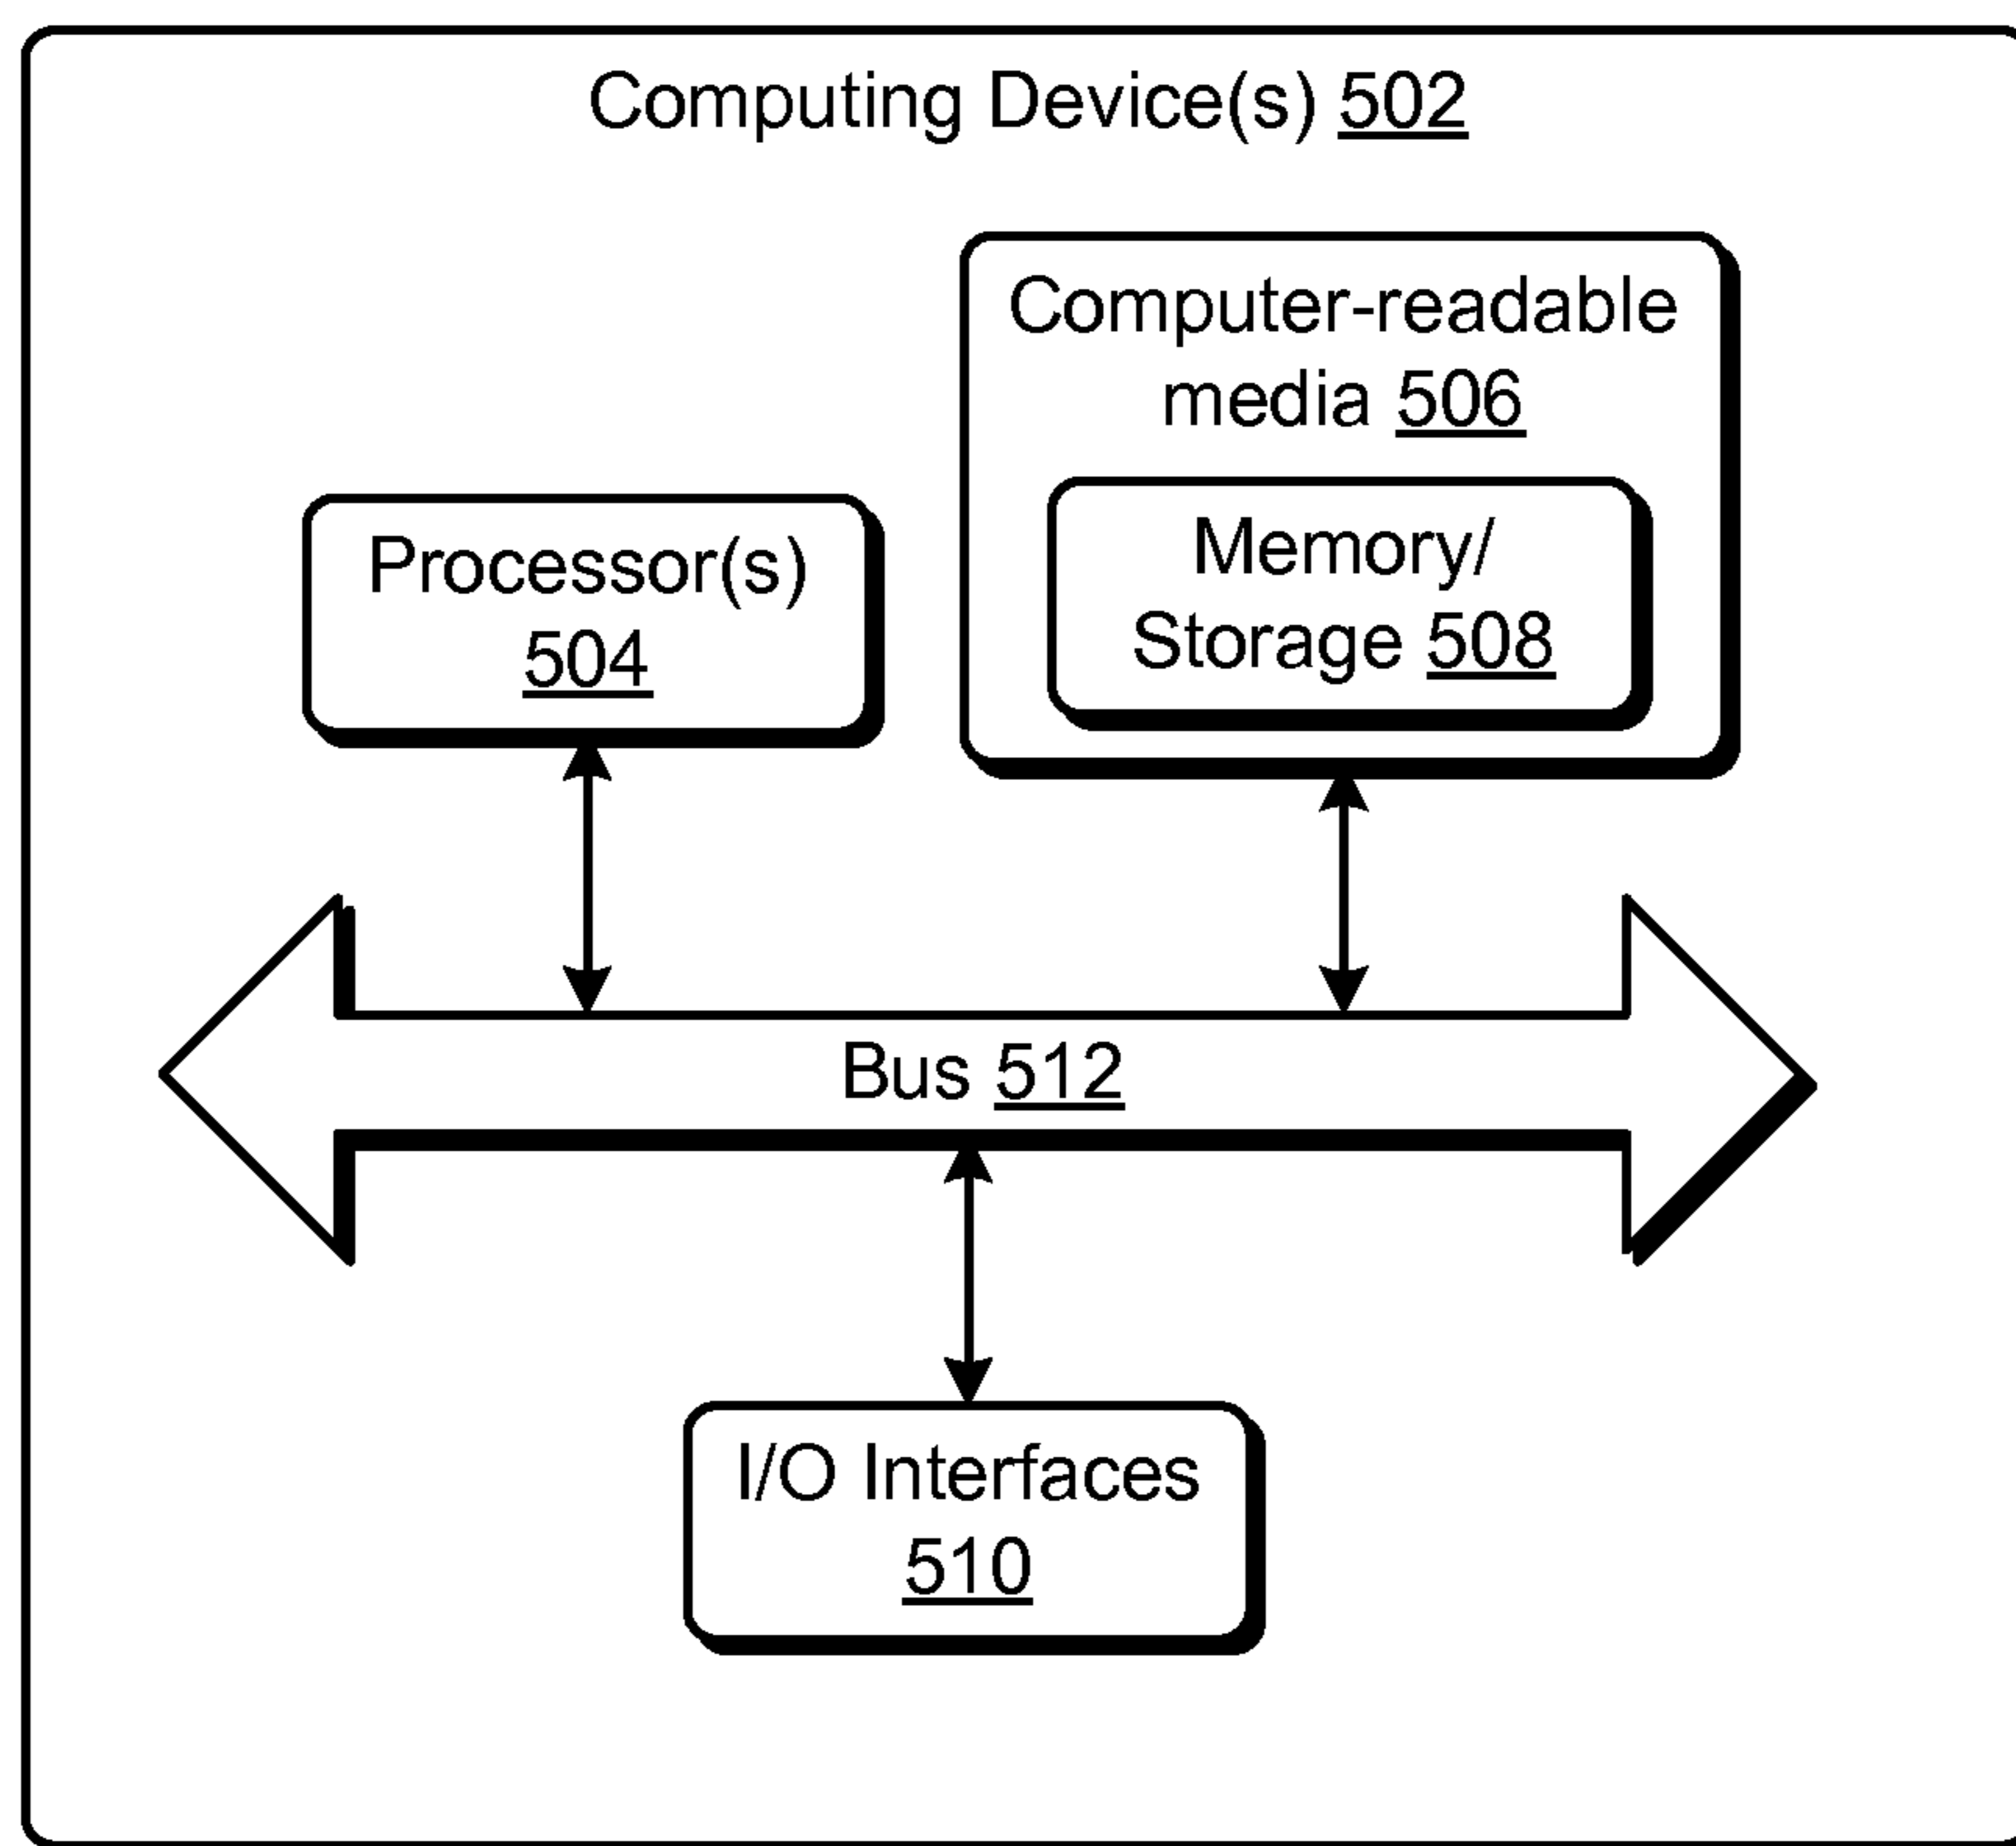 Computing Device(s) 502
Computer-readable
media 506
Processor(s)
504
Memory/
Storage 508
Bus 512
I/O Interfaces
510